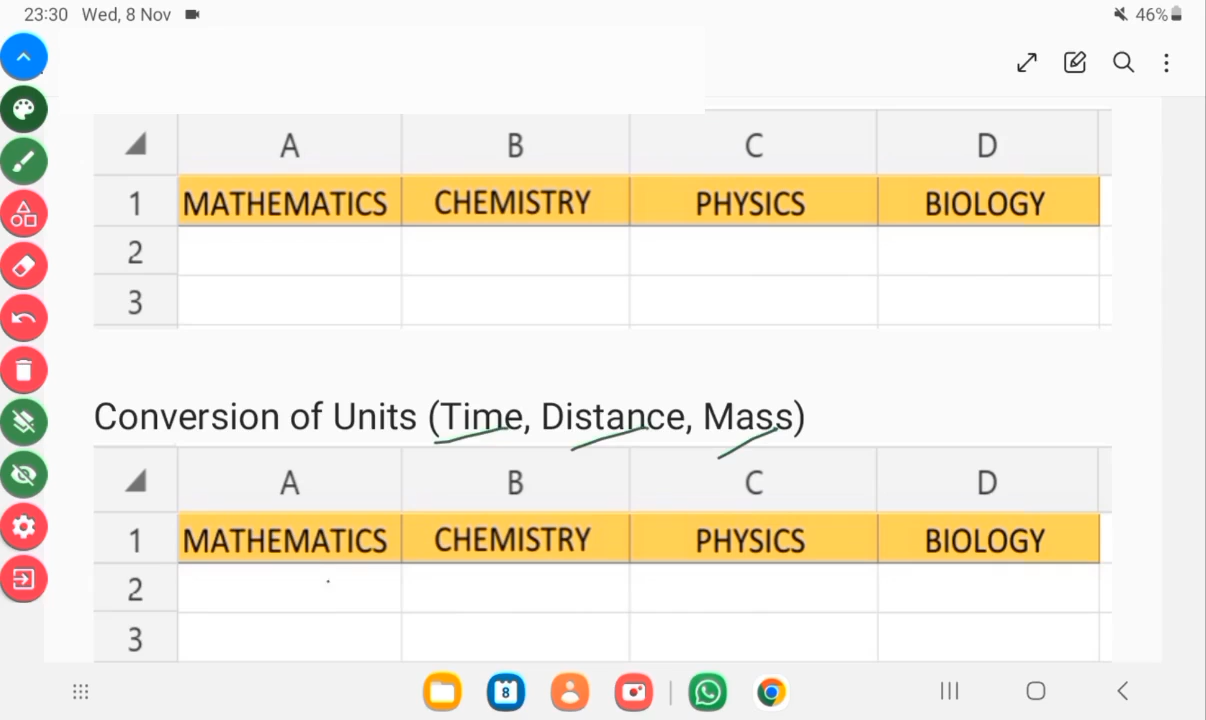 23:30 Wed, 8 Nov 46%
A B C D
1 MATHEMATICS CHEMISTRY PHYSICS BIOLOGY
2
3
Conversion of Units (Time, Distance, Mass)
A B C D
1 MATHEMATICS CHEMISTRY PHYSICS BIOLOGY
2
3
8